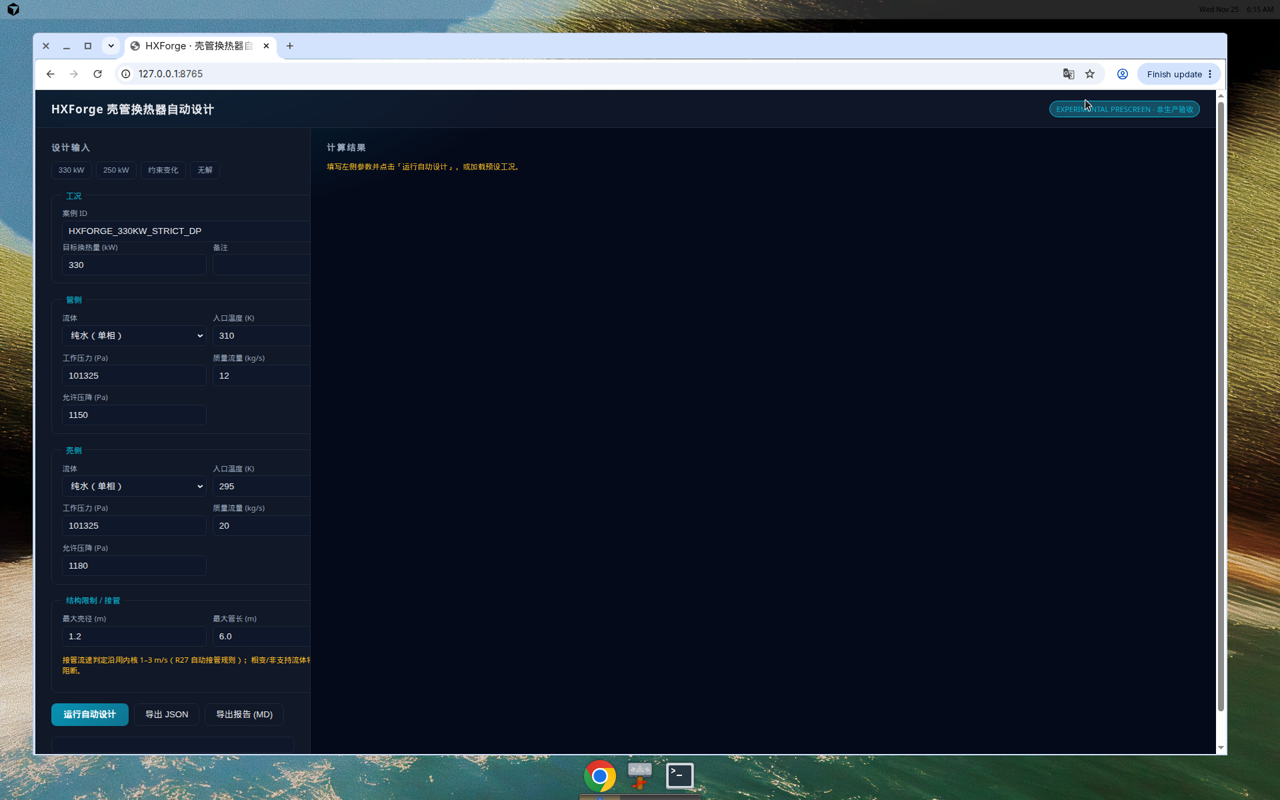 Wed Nov 25 6:15 AM
HXForge · 壳管换热器自
127.0.0.1:8765
Finish update
HXForge 壳管换热器自动设计
EXPERIMENTAL PRESCREEN · 非生产验收
设计输入
330 kW 250 kW 约束变化 无解
工况
案例 ID
HXFORGE_330KW_STRICT_DP
目标换热量 (kW) 备注
330
管侧
流体 入口温度 (K)
纯水（单相） 310
工作压力 (Pa) 质量流量 (kg/s)
101325 12
允许压降 (Pa)
1150
壳侧
流体 入口温度 (K)
纯水（单相） 295
工作压力 (Pa) 质量流量 (kg/s)
101325 20
允许压降 (Pa)
1180
结构限制 / 接管
最大壳径 (m) 最大管长 (m)
1.2 6.0
接管流速判定沿用内核 1–3 m/s（R27 自动接管规则）；相变/非支持流体
阻断。
运行自动设计 导出 JSON 导出报告 (MD)
计算结果
填写左侧参数并点击「运行自动设计」，或加载预设工况。